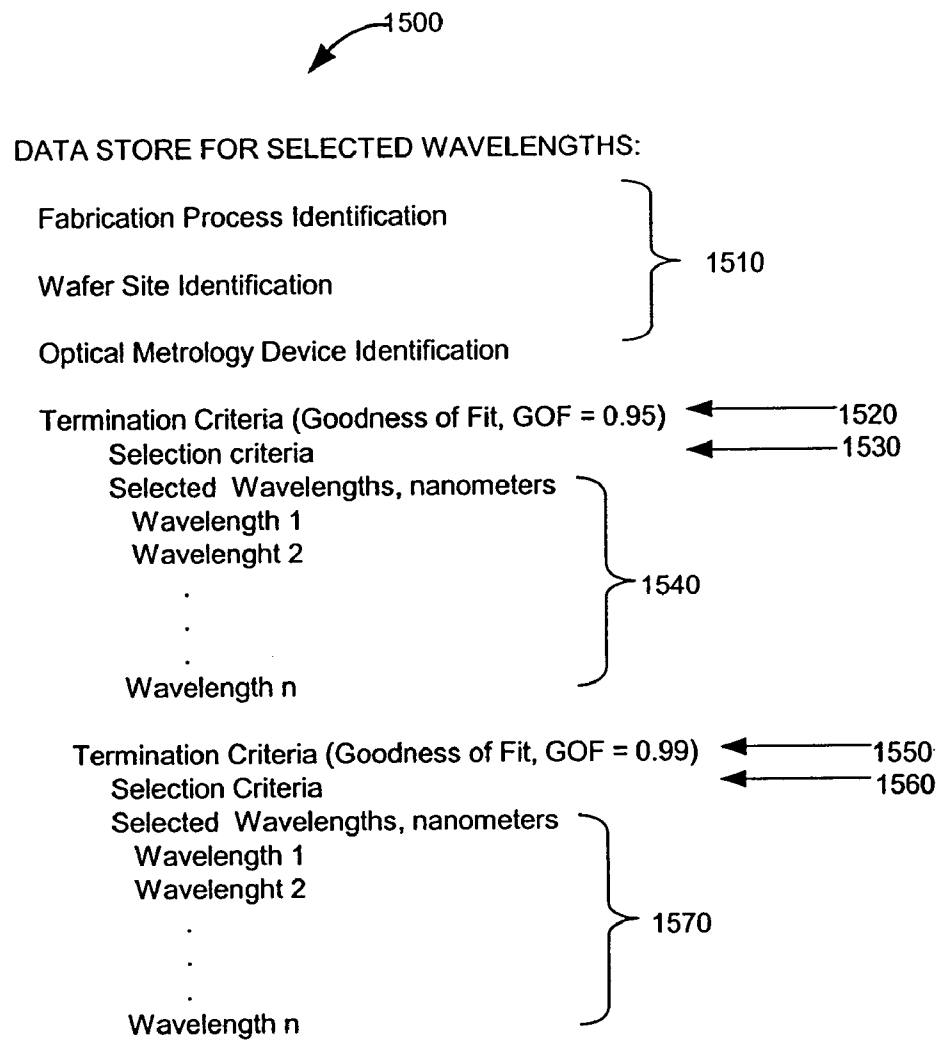 1500
DATA STORE FOR SELECTED WAVELENGTHS:
Fabrication Process Identification
Wafer Site Identification
1510
Optical Metrology Device Identification
Termination Criteria (Goodness of Fit, GOF = 0.95)
1520
Selection criteria
1530
Selected Wavelengths, nanometers
Wavelength 1
Wavelenght 2
.
1540
.
.
Wavelength n
Termination Criteria (Goodness of Fit, GOF = 0.99)
1550
Selection Criteria
1560
Selected Wavelengths, nanometers
Wavelength 1
Wavelenght 2
.
1570
.
.
Wavelength n